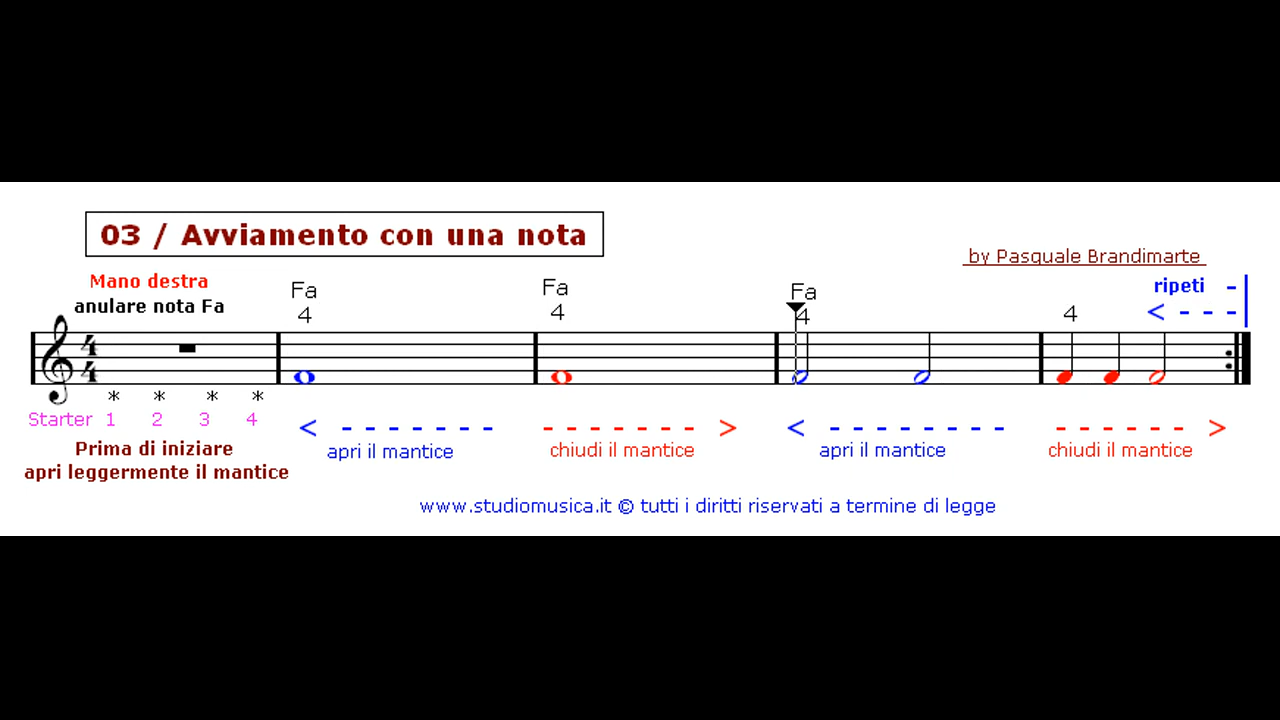 03 / Avviamento con una nota
by Pasquale Brandimarte
Mano destra
anulare nota Fa
Fa
4
Fa
4
Fa
4
4
ripeti -
< - - -
4
4
* * * *
Starter 1 2 3 4
< - - - - - - - -
- - - - - - - >
< - - - - - - - -
- - - - - - >
apri il mantice
chiudi il mantice
apri il mantice
chiudi il mantice
Prima di iniziare
apri leggermente il mantice
www.studiomusica.it © tutti i diritti riservati a termine di legge